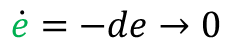 ė = −de → 0